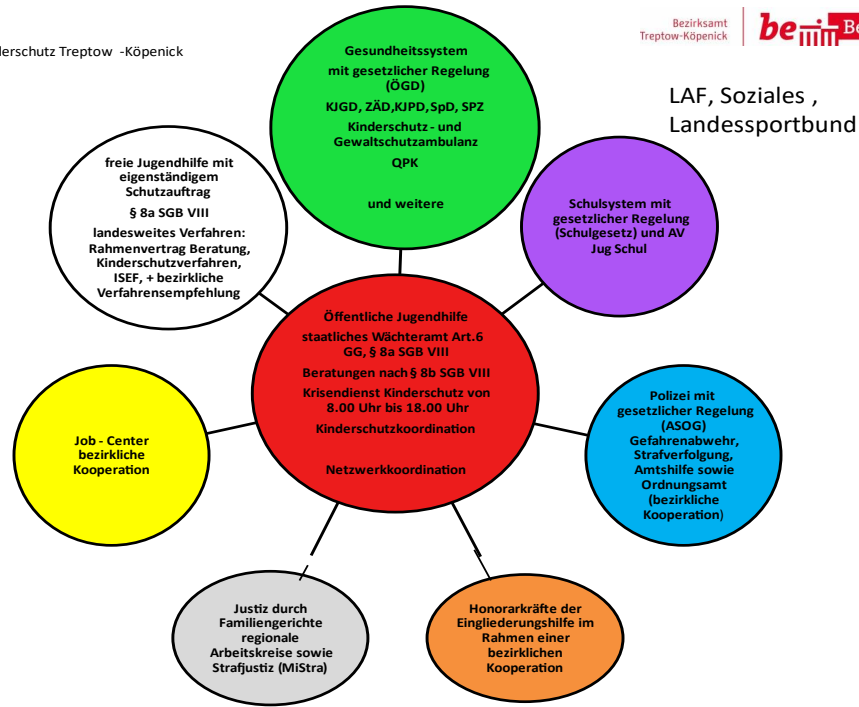 derschutz Treptow -Köpenick
Bezirksamt
Treptow-Köpenick
be
Be
LAF, Soziales ,
Landessportbund
Gesundheitssystem
mit gesetzlicher Regelung
(ÖGD)
KJGD, ZÄD,KJPD,SpD, SPZ
Kinderschutz - und
Gewaltschutzambulanz
QPK
und weitere
freie Jugendhilfe mit
eigenständigem
Schutzauftrag
§ 8a SGB VIII
landesweites Verfahren:
Rahmenvertrag Beratung,
Kinderschutzverfahren,
ISEF, + bezirkliche
Verfahrensempfehlung
Schulsystem mit
gesetzlicher Regelung
(Schulgesetz) und AV
Jug Schul
Öffentliche Jugendhilfe
staatliches Wächteramt Art.6
GG, § 8a SGB VIII
Beratungen nach § 8b SGB VIII
Krisendienst Kinderschutz von
8.00 Uhr bis 18.00 Uhr
Kinderschutzkoordination
Netzwerkkoordination
Job - Center
bezirkliche
Kooperation
Polizei mit
gesetzlicher Regelung
(ASOG)
Gefahrenabwehr,
Strafverfolgung,
Amtshilfe sowie
Ordnungsamt
(bezirkliche
Kooperation)
Justiz durch
Familiengerichte
regionale
Arbeitskreise sowie
Strafjustiz (MiStra)
Honorarkräfte der
Eingliederungshilfe im
Rahmen einer
bezirklichen
Kooperation